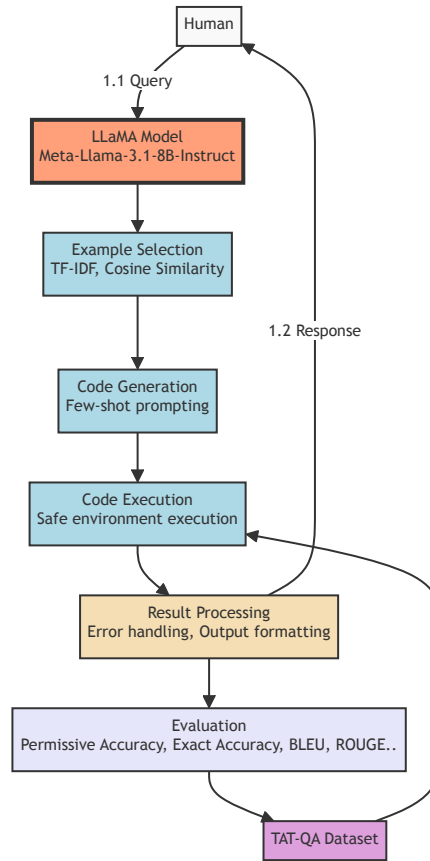 Human
1.1 Query
LLaMA Model
Meta-Llama-3.1-8B-Instruct
Example Selection
TF-IDF, Cosine Similarity
1.2 Response
Code Generation
Few-shot prompting
Code Execution
Safe environment execution
Result Processing
Error handling, Output formatting
Evaluation
Permissive Accuracy, Exact Accuracy, BLEU, ROUGE..
TAT-QA Dataset